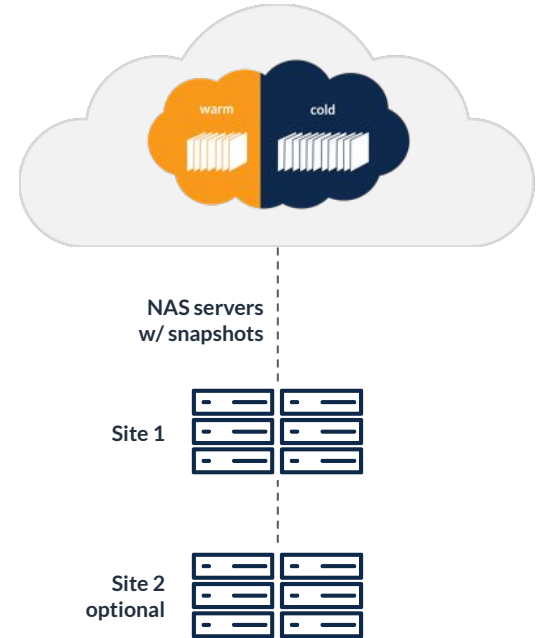 warm
cold
NAS servers
w/ snapshots
Site 1
Site 2
optional